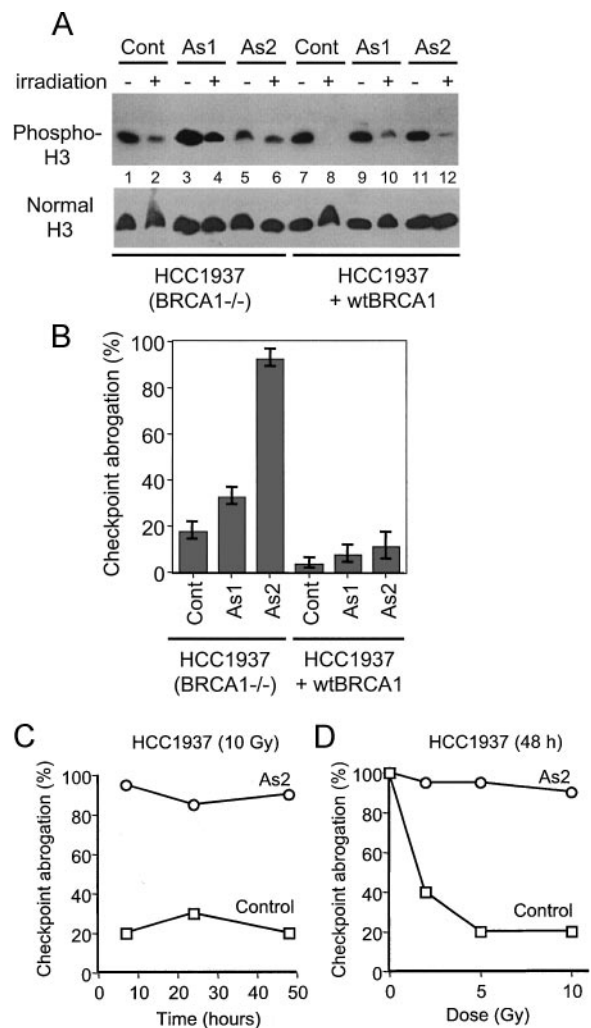 A
Cont As1 As2 Cont As1 As2
irradiation - + - + - + - + - + - +
Phospho-
H3
1 2 3 4 5 6 7 8 9 10 11 12
Normal
H3
HCC1937 HCC1937
(BRCA1-/-) + wtBRCA1
B
Checkpoint abrogation (%)
100
80
60
40
20
0
Cont As1 As2 Cont As1 As2
HCC1937 HCC1937
(BRCA1-/-) + wtBRCA1
C HCC1937 (10 Gy)
Checkpoint abrogation (%)
100
80
60
40
20
0
As2
Control
0 10 20 30 40 50
Time (hours)
D HCC1937 (48 h)
Checkpoint abrogation (%)
100
80
60
40
20
0
As2
Control
0 5 10
Dose (Gy)